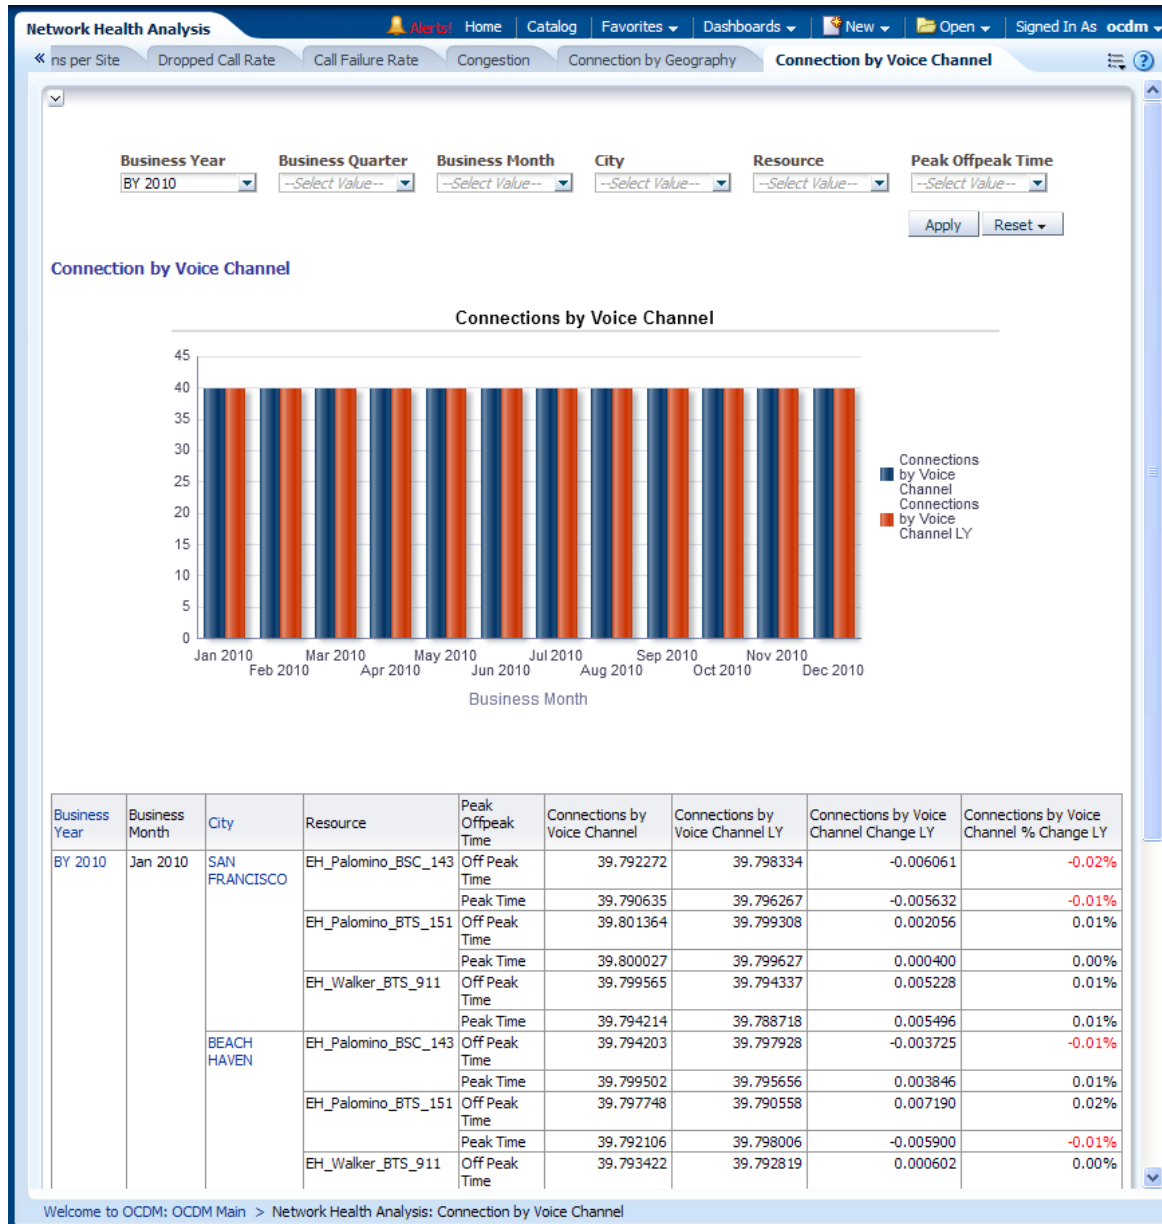 Network Health Analysis
Alerts! Home Catalog Favorites Dashboards New Open Signed In As ocdm
« ns per Site Dropped Call Rate Call Failure Rate Congestion Connection by Geography Connection by Voice Channel
Business Year Business Quarter Business Month City Resource Peak Offpeak Time
BY 2010 --Select Value-- --Select Value-- --Select Value-- --Select Value-- --Select Value--
Apply Reset
Connection by Voice Channel
Connections by Voice Channel
45
40
35
30
25
20
15
10
5
0
Jan 2010 Mar 2010 May 2010 Jul 2010 Sep 2010 Nov 2010
Feb 2010 Apr 2010 Jun 2010 Aug 2010 Oct 2010 Dec 2010
Business Month
Connections
by Voice
Channel
Connections
by Voice
Channel LY
Business Year Business Month City Resource Peak Offpeak Time Connections by Voice Channel Connections by Voice Channel LY Connections by Voice Channel Change LY Connections by Voice Channel % Change LY
BY 2010 Jan 2010 SAN FRANCISCO EH_Palomino_BSC_143 Off Peak Time 39.792272 39.798334 -0.006061 -0.02%
Peak Time 39.790635 39.796267 -0.005632 -0.01%
EH_Palomino_BTS_151 Off Peak Time 39.801364 39.799308 0.002056 0.01%
Peak Time 39.800027 39.799627 0.000400 0.00%
EH_Walker_BTS_911 Off Peak Time 39.799565 39.794337 0.005228 0.01%
Peak Time 39.794214 39.788718 0.005496 0.01%
BEACH HAVEN EH_Palomino_BSC_143 Off Peak Time 39.794203 39.797928 -0.003725 -0.01%
Peak Time 39.799502 39.795656 0.003846 0.01%
EH_Palomino_BTS_151 Off Peak Time 39.797748 39.790558 0.007190 0.02%
Peak Time 39.792106 39.798006 -0.005900 -0.01%
EH_Walker_BTS_911 Off Peak Time 39.793422 39.792819 0.000602 0.00%
Welcome to OCDM: OCDM Main > Network Health Analysis: Connection by Voice Channel